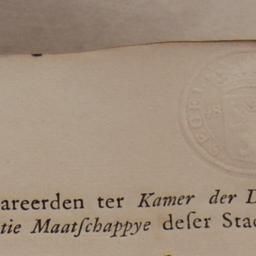 areerden ter Kamer der D
tie Maatſchappye deſer Stad